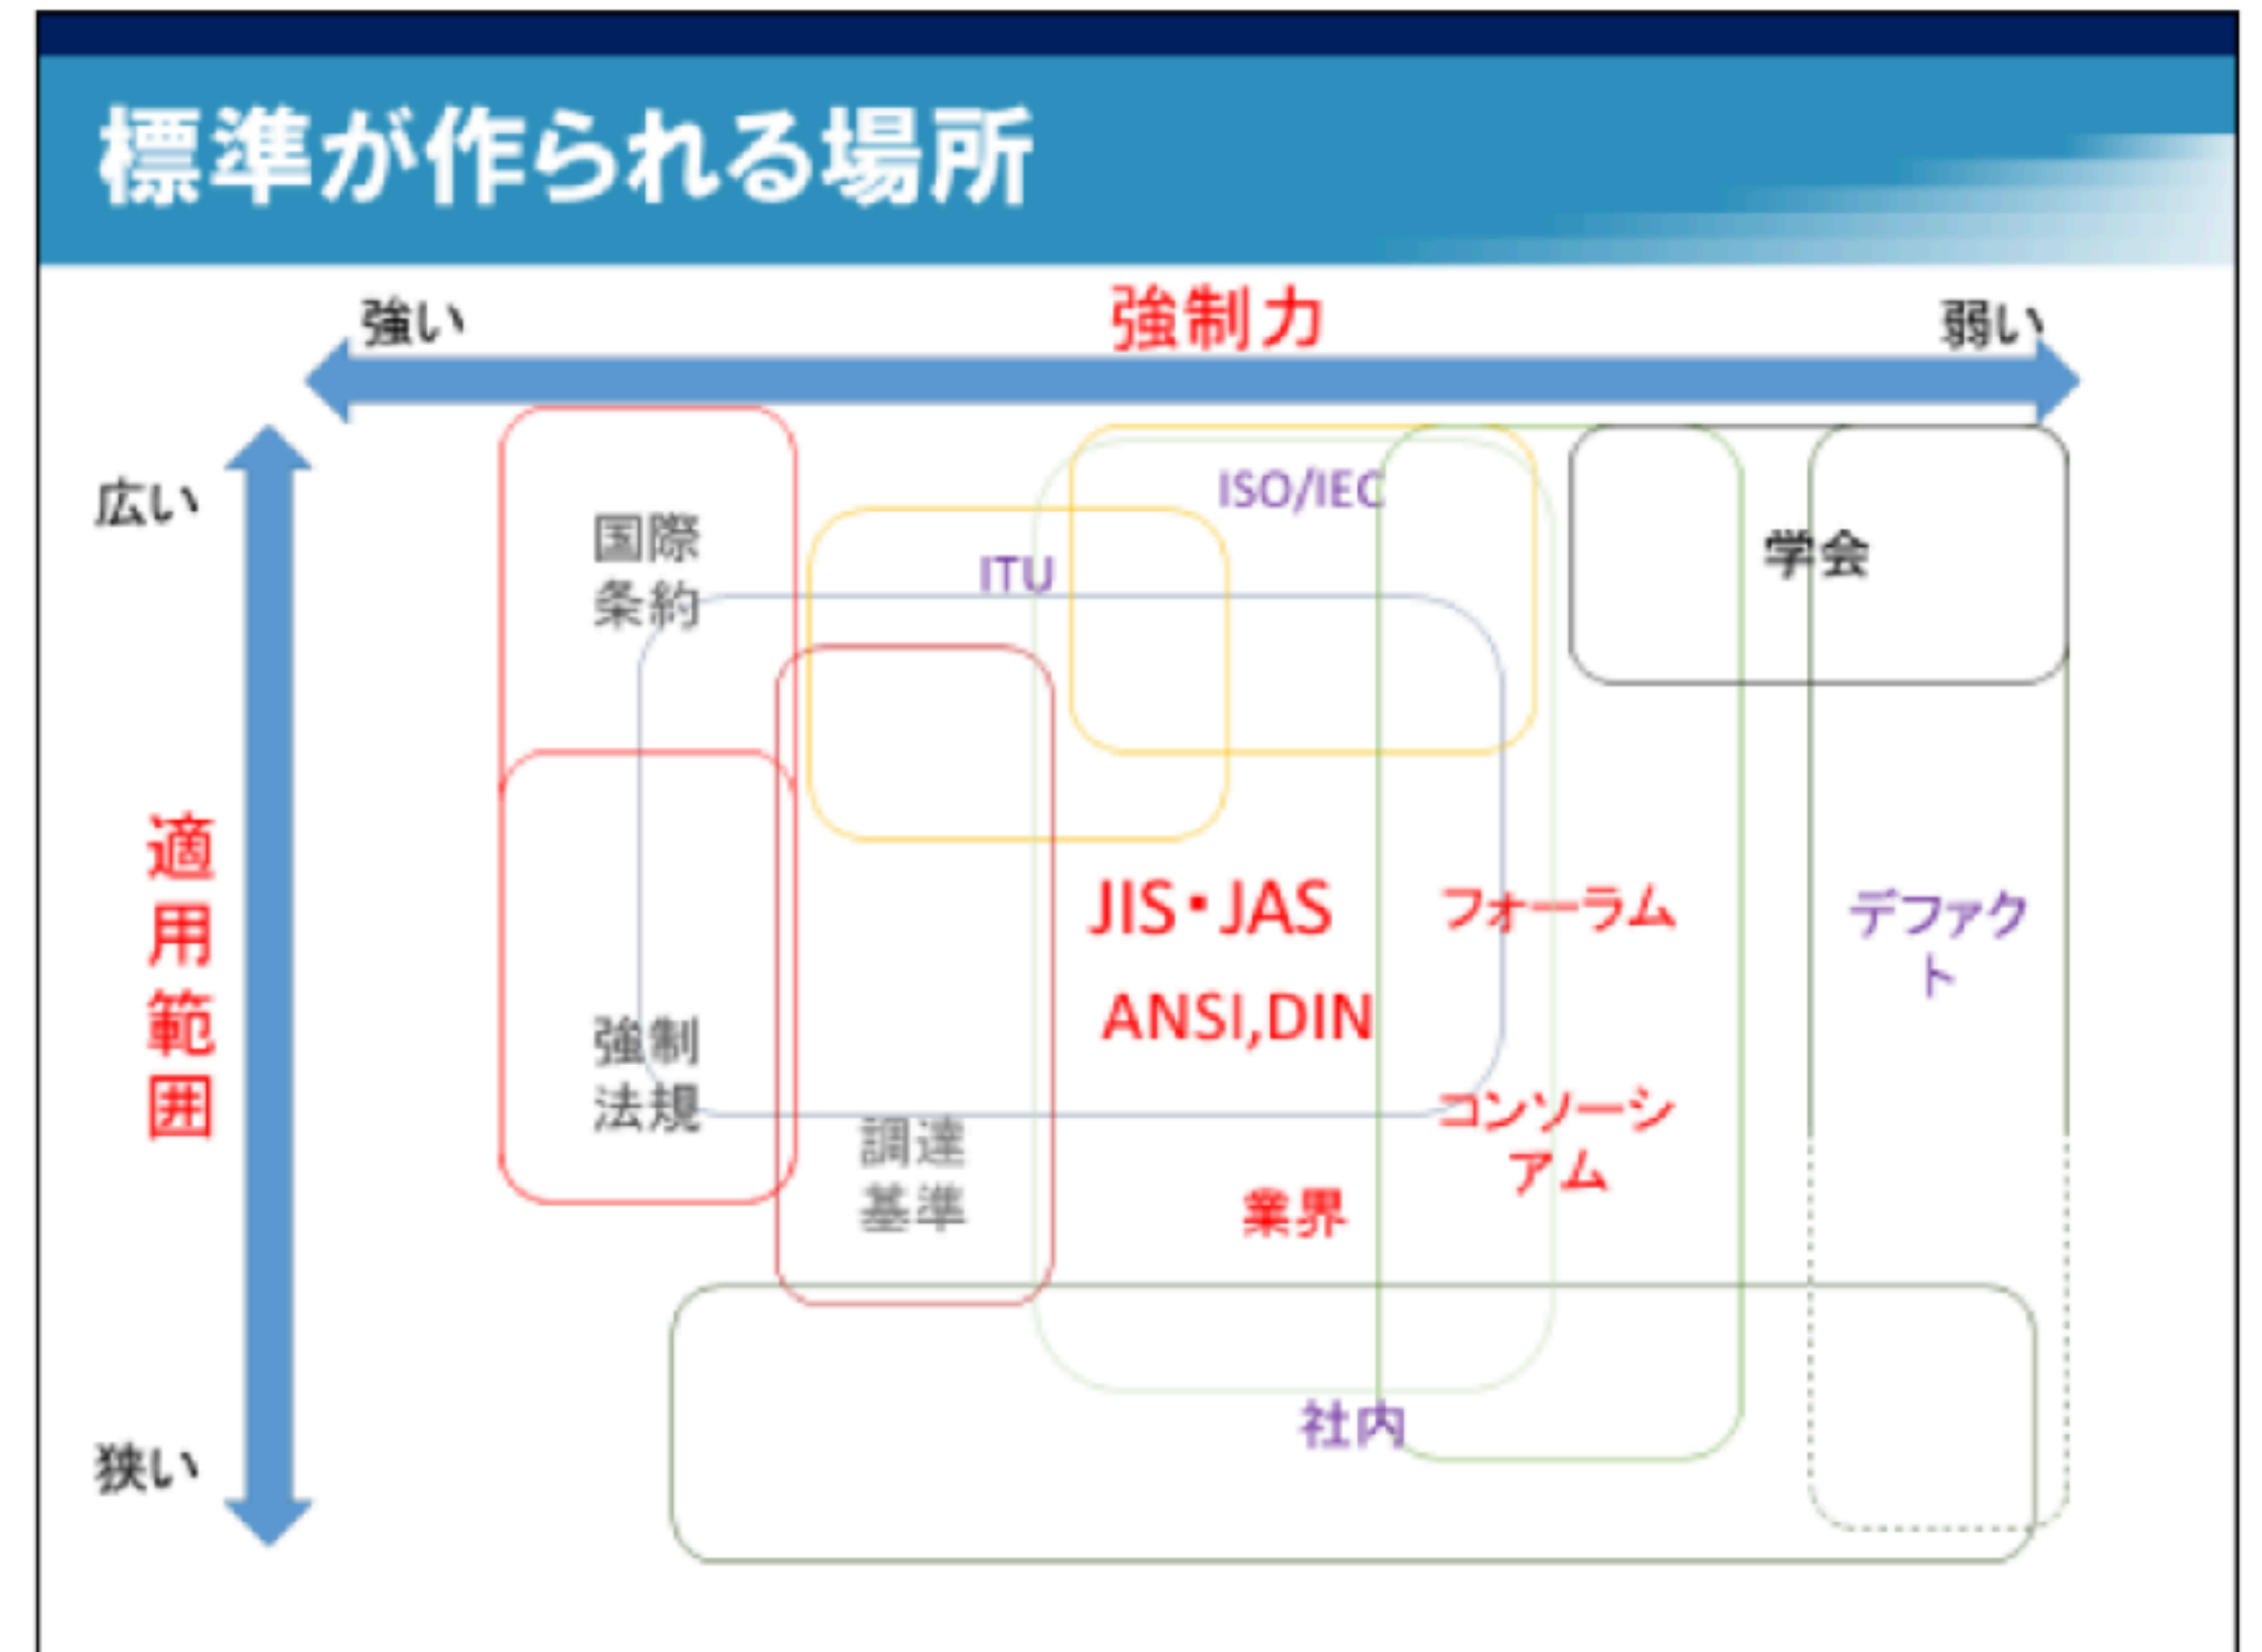 標準が作られる場所
強い
強制力
弱い
広い
適
用
範
囲
狭い
国際
条約
ITU
ISO/IEC
学会
JIS・JAS
ANSI,DIN
フォーラム
デファク
ト
強制
法規
調達
基準
コンソーシ
アム
業界
社内